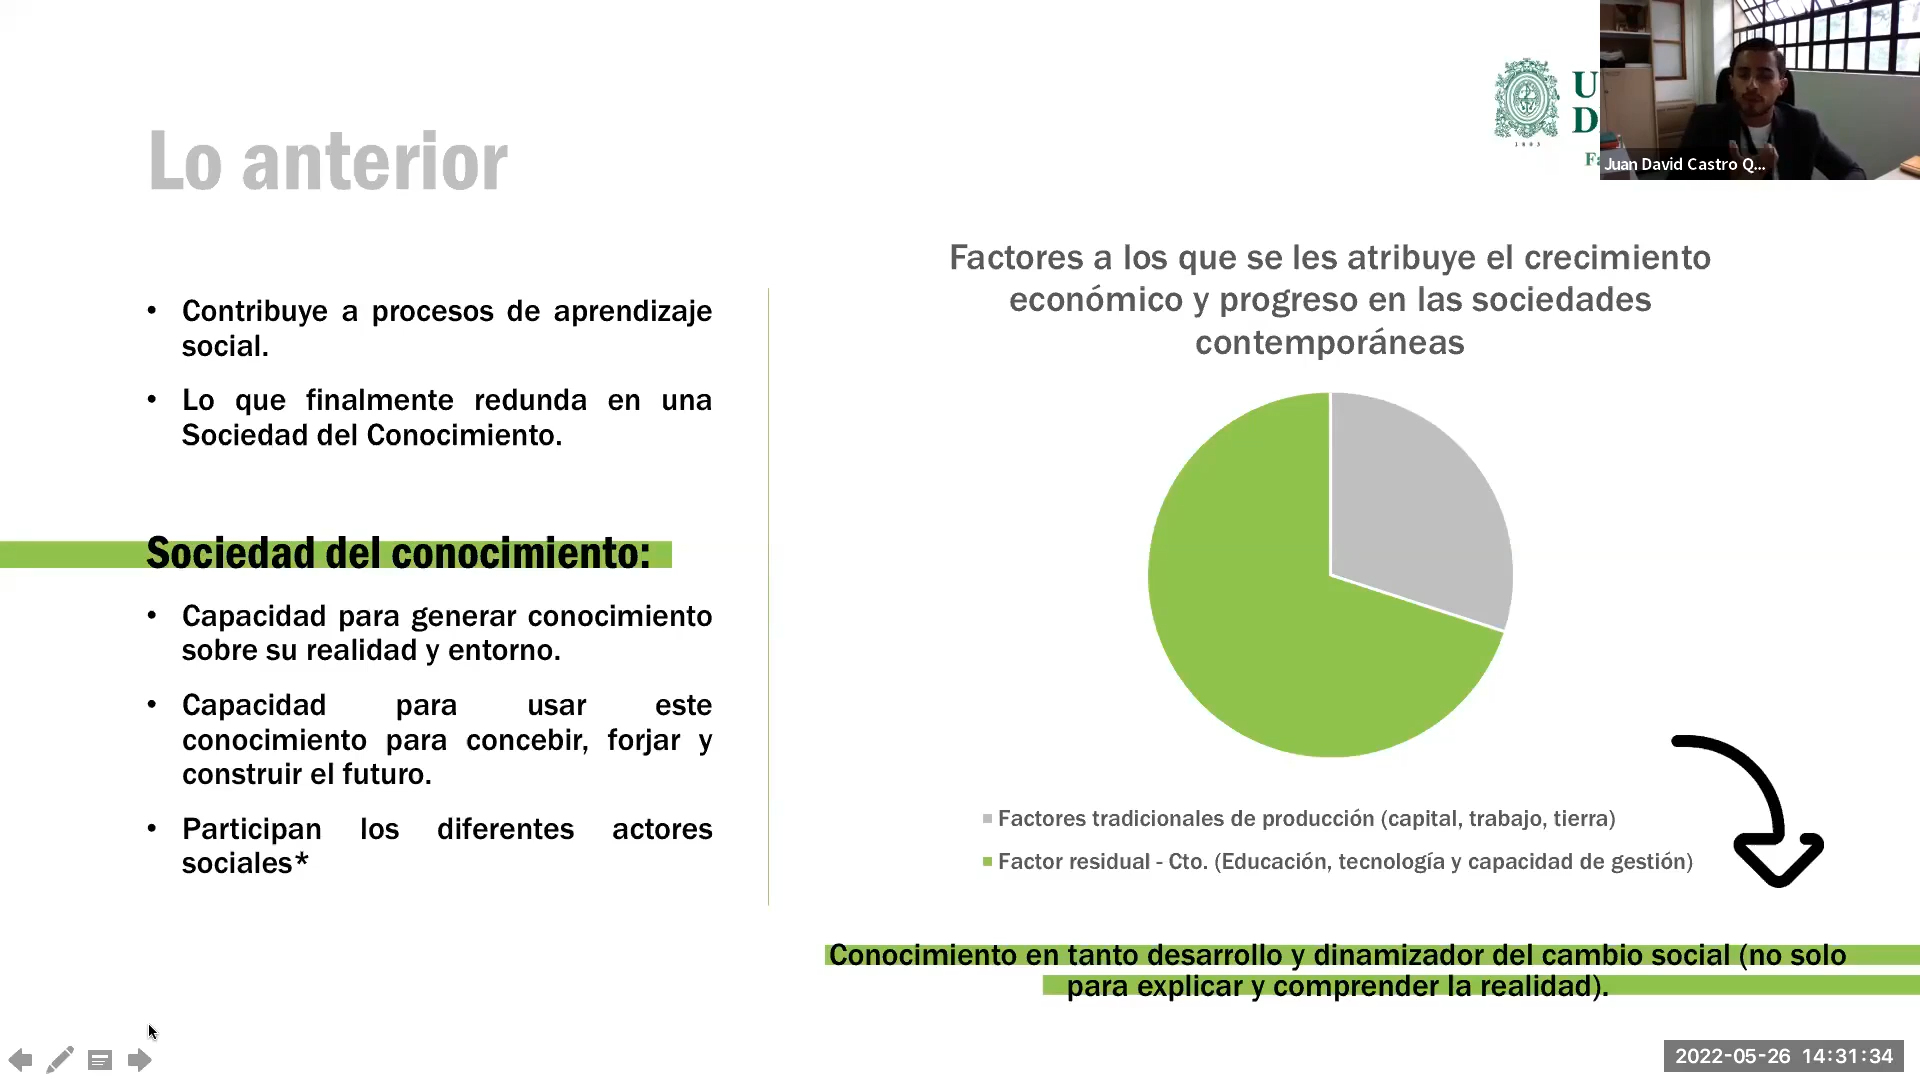 Lo anterior
• Contribuye a procesos de aprendizaje
social.
• Lo que finalmente redunda en una
Sociedad del Conocimiento.
Sociedad del conocimiento:
• Capacidad para generar conocimiento
sobre su realidad y entorno.
• Capacidad para usar este
conocimiento para concebir, forjar y
construir el futuro.
• Participan los diferentes actores
sociales*
U
D
1803
Fa
Juan David Castro Q...
Factores a los que se les atribuye el crecimiento
económico y progreso en las sociedades
contemporáneas
Factores tradicionales de producción (capital, trabajo, tierra)
Factor residual - Cto. (Educación, tecnología y capacidad de gestión)
Conocimiento en tanto desarrollo y dinamizador del cambio social (no solo
para explicar y comprender la realidad).
2022-05-26 14:31:34